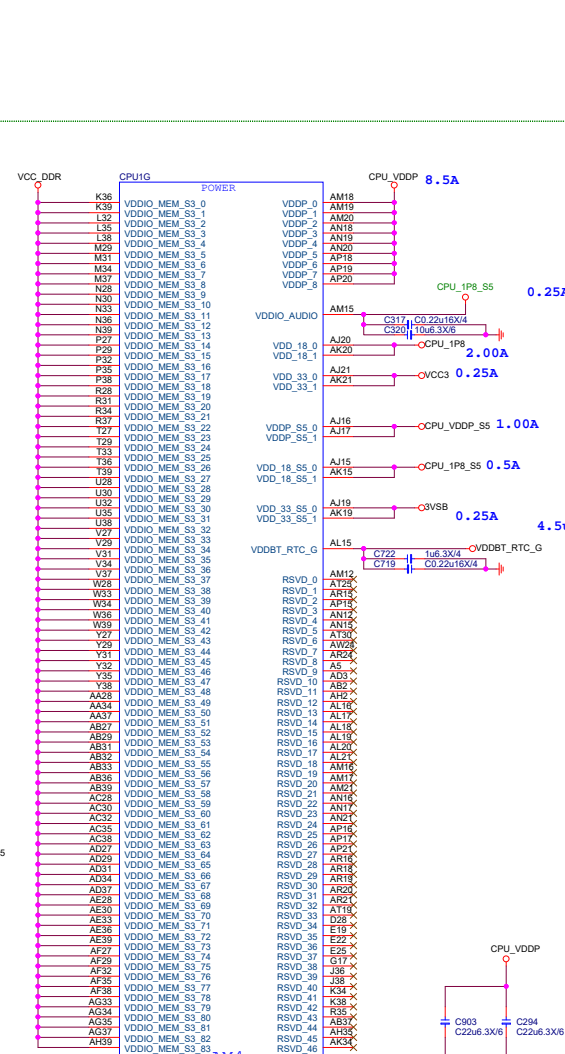 VCC_DDR CPU1G CPU_VDDP 8.5A
POWER
K36 VDDIO_MEM_S3_0 VDDP_0 AM18
K39 VDDIO_MEM_S3_1 VDDP_1 AM19
L32 VDDIO_MEM_S3_2 VDDP_2 AM20
L35 VDDIO_MEM_S3_3 VDDP_3 AN18
L38 VDDIO_MEM_S3_4 VDDP_4 AN19
M29 VDDIO_MEM_S3_5 VDDP_5 AN20
M31 VDDIO_MEM_S3_6 VDDP_6 AP18
M34 VDDIO_MEM_S3_7 VDDP_7 AP19
M37 VDDIO_MEM_S3_8 VDDP_8 AP20
N28 VDDIO_MEM_S3_9 CPU_1P8_S5 0.25A
N30 VDDIO_MEM_S3_10
N33 VDDIO_MEM_S3_11 VDDIO_AUDIO AM15
N36 VDDIO_MEM_S3_12 C317 C0.22u16X/4
N39 VDDIO_MEM_S3_13 C320 10u6.3X/6
P27 VDDIO_MEM_S3_14 VDD_18_0 AJ20 CPU_1P8
P29 VDDIO_MEM_S3_15 VDD_18_1 AK20 2.00A
P32 VDDIO_MEM_S3_16
P35 VDDIO_MEM_S3_17 VDD_33_0 AJ21 VCC3 0.25A
P38 VDDIO_MEM_S3_18 VDD_33_1 AK21
R28 VDDIO_MEM_S3_19
R31 VDDIO_MEM_S3_20
R34 VDDIO_MEM_S3_21
R37 VDDIO_MEM_S3_22 VDDP_S5_0 AJ16 CPU_VDDP_S5 1.00A
T27 VDDIO_MEM_S3_23 VDDP_S5_1 AJ17
T29 VDDIO_MEM_S3_24
T33 VDDIO_MEM_S3_25
T36 VDDIO_MEM_S3_26 VDD_18_S5_0 AJ15 CPU_1P8_S5 0.5A
T39 VDDIO_MEM_S3_27 VDD_18_S5_1 AK15
U28 VDDIO_MEM_S3_28
U30 VDDIO_MEM_S3_29
U32 VDDIO_MEM_S3_30 VDD_33_S5_0 AJ19 3VSB
U35 VDDIO_MEM_S3_31 VDD_33_S5_1 AK19 0.25A
U38 VDDIO_MEM_S3_32 4.5u
V27 VDDIO_MEM_S3_33
V29 VDDIO_MEM_S3_34 VDDBT_RTC_G AL15 VDDBT_RTC_G
V31 VDDIO_MEM_S3_35 C722 1u6.3X/4
V34 VDDIO_MEM_S3_36 C719 C0.22u16X/4
V37 VDDIO_MEM_S3_37 RSVD_0 AM12
W28 VDDIO_MEM_S3_38 RSVD_1 AT25
W33 VDDIO_MEM_S3_39 RSVD_2 AR15
W34 VDDIO_MEM_S3_40 RSVD_3 AP15
W36 VDDIO_MEM_S3_41 RSVD_4 AN12
W39 VDDIO_MEM_S3_42 RSVD_5 AN15
Y27 VDDIO_MEM_S3_43 RSVD_6 AT30
Y29 VDDIO_MEM_S3_44 RSVD_7 AW24
Y31 VDDIO_MEM_S3_45 RSVD_8 AR24
Y32 VDDIO_MEM_S3_46 RSVD_9 A5
Y35 VDDIO_MEM_S3_47 RSVD_10 AD3
Y38 VDDIO_MEM_S3_48 RSVD_11 AB2
AA28 VDDIO_MEM_S3_49 RSVD_12 AH2
AA34 VDDIO_MEM_S3_50 RSVD_13 AL16
AA37 VDDIO_MEM_S3_51 RSVD_14 AL17
AB27 VDDIO_MEM_S3_52 RSVD_15 AL18
AB29 VDDIO_MEM_S3_53 RSVD_16 AL19
AB31 VDDIO_MEM_S3_54 RSVD_17 AL20
AB32 VDDIO_MEM_S3_55 RSVD_18 AL21
AB33 VDDIO_MEM_S3_56 RSVD_19 AM16
AB36 VDDIO_MEM_S3_57 RSVD_20 AM17
AB39 VDDIO_MEM_S3_58 RSVD_21 AM21
AC28 VDDIO_MEM_S3_59 RSVD_22 AN16
AC30 VDDIO_MEM_S3_60 RSVD_23 AN17
AC32 VDDIO_MEM_S3_61 RSVD_24 AN21
AC35 VDDIO_MEM_S3_62 RSVD_25 AP16
AC38 VDDIO_MEM_S3_63 RSVD_26 AP17
5 AD27 VDDIO_MEM_S3_64 RSVD_27 AP21
AD29 VDDIO_MEM_S3_65 RSVD_28 AR16
AD31 VDDIO_MEM_S3_66 RSVD_29 AR18
AD34 VDDIO_MEM_S3_67 RSVD_30 AR19
AD37 VDDIO_MEM_S3_68 RSVD_31 AR20
AE28 VDDIO_MEM_S3_69 RSVD_32 AR21
AE30 VDDIO_MEM_S3_70 RSVD_33 AT19
AE33 VDDIO_MEM_S3_71 RSVD_34 D28
AE36 VDDIO_MEM_S3_72 RSVD_35 E19
AE39 VDDIO_MEM_S3_73 RSVD_36 E22
AF27 VDDIO_MEM_S3_74 RSVD_37 E25 CPU_VDDP
AF29 VDDIO_MEM_S3_75 RSVD_38 G17
AF32 VDDIO_MEM_S3_76 RSVD_39 J36
AF35 VDDIO_MEM_S3_77 RSVD_40 J38
AF38 VDDIO_MEM_S3_78 RSVD_41 K34
AG33 VDDIO_MEM_S3_79 RSVD_42 K38
AG34 VDDIO_MEM_S3_80 RSVD_43 R35
AG35 VDDIO_MEM_S3_81 RSVD_44 AB37 C903 C294
AG37 VDDIO_MEM_S3_82 RSVD_45 AH35 C22u6.3X/6 C22u6.3X/6
AH39 VDDIO_MEM_S3_83 RSVD_46 AK34